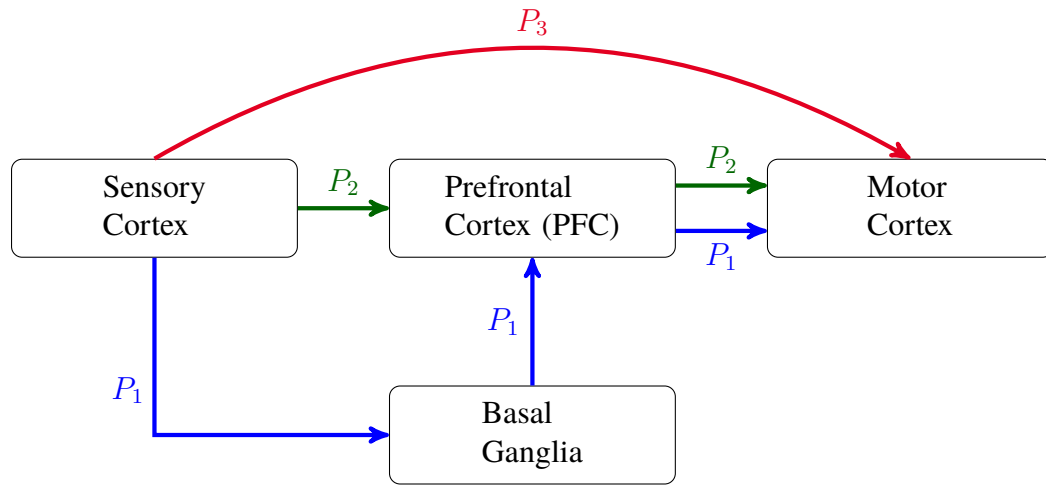 P₃
Sensory
Cortex
P₂
Prefrontal
Cortex (PFC)
P₂
P₁
Motor
Cortex
P₁
P₁
Basal
Ganglia